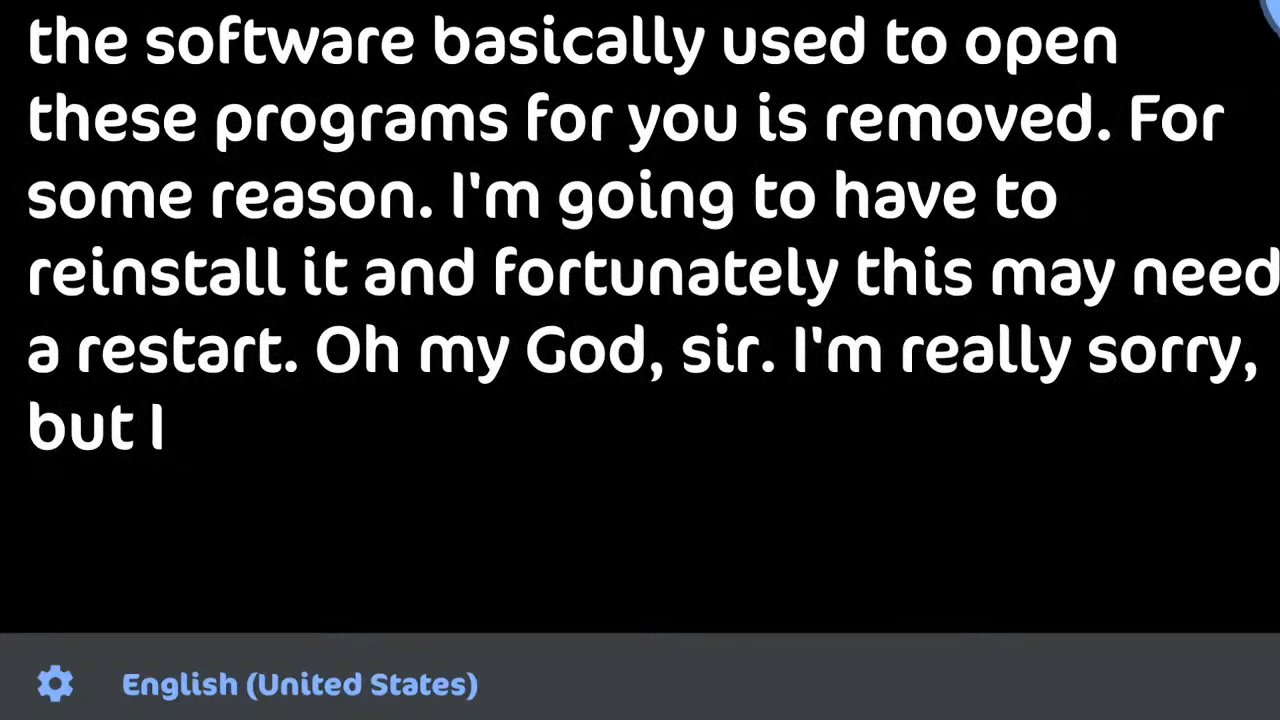 the software basically used to open
these programs for you is removed. For
some reason. I'm going to have to
reinstall it and fortunately this may need
a restart. Oh my God, sir. I'm really sorry,
but I
English (United States)